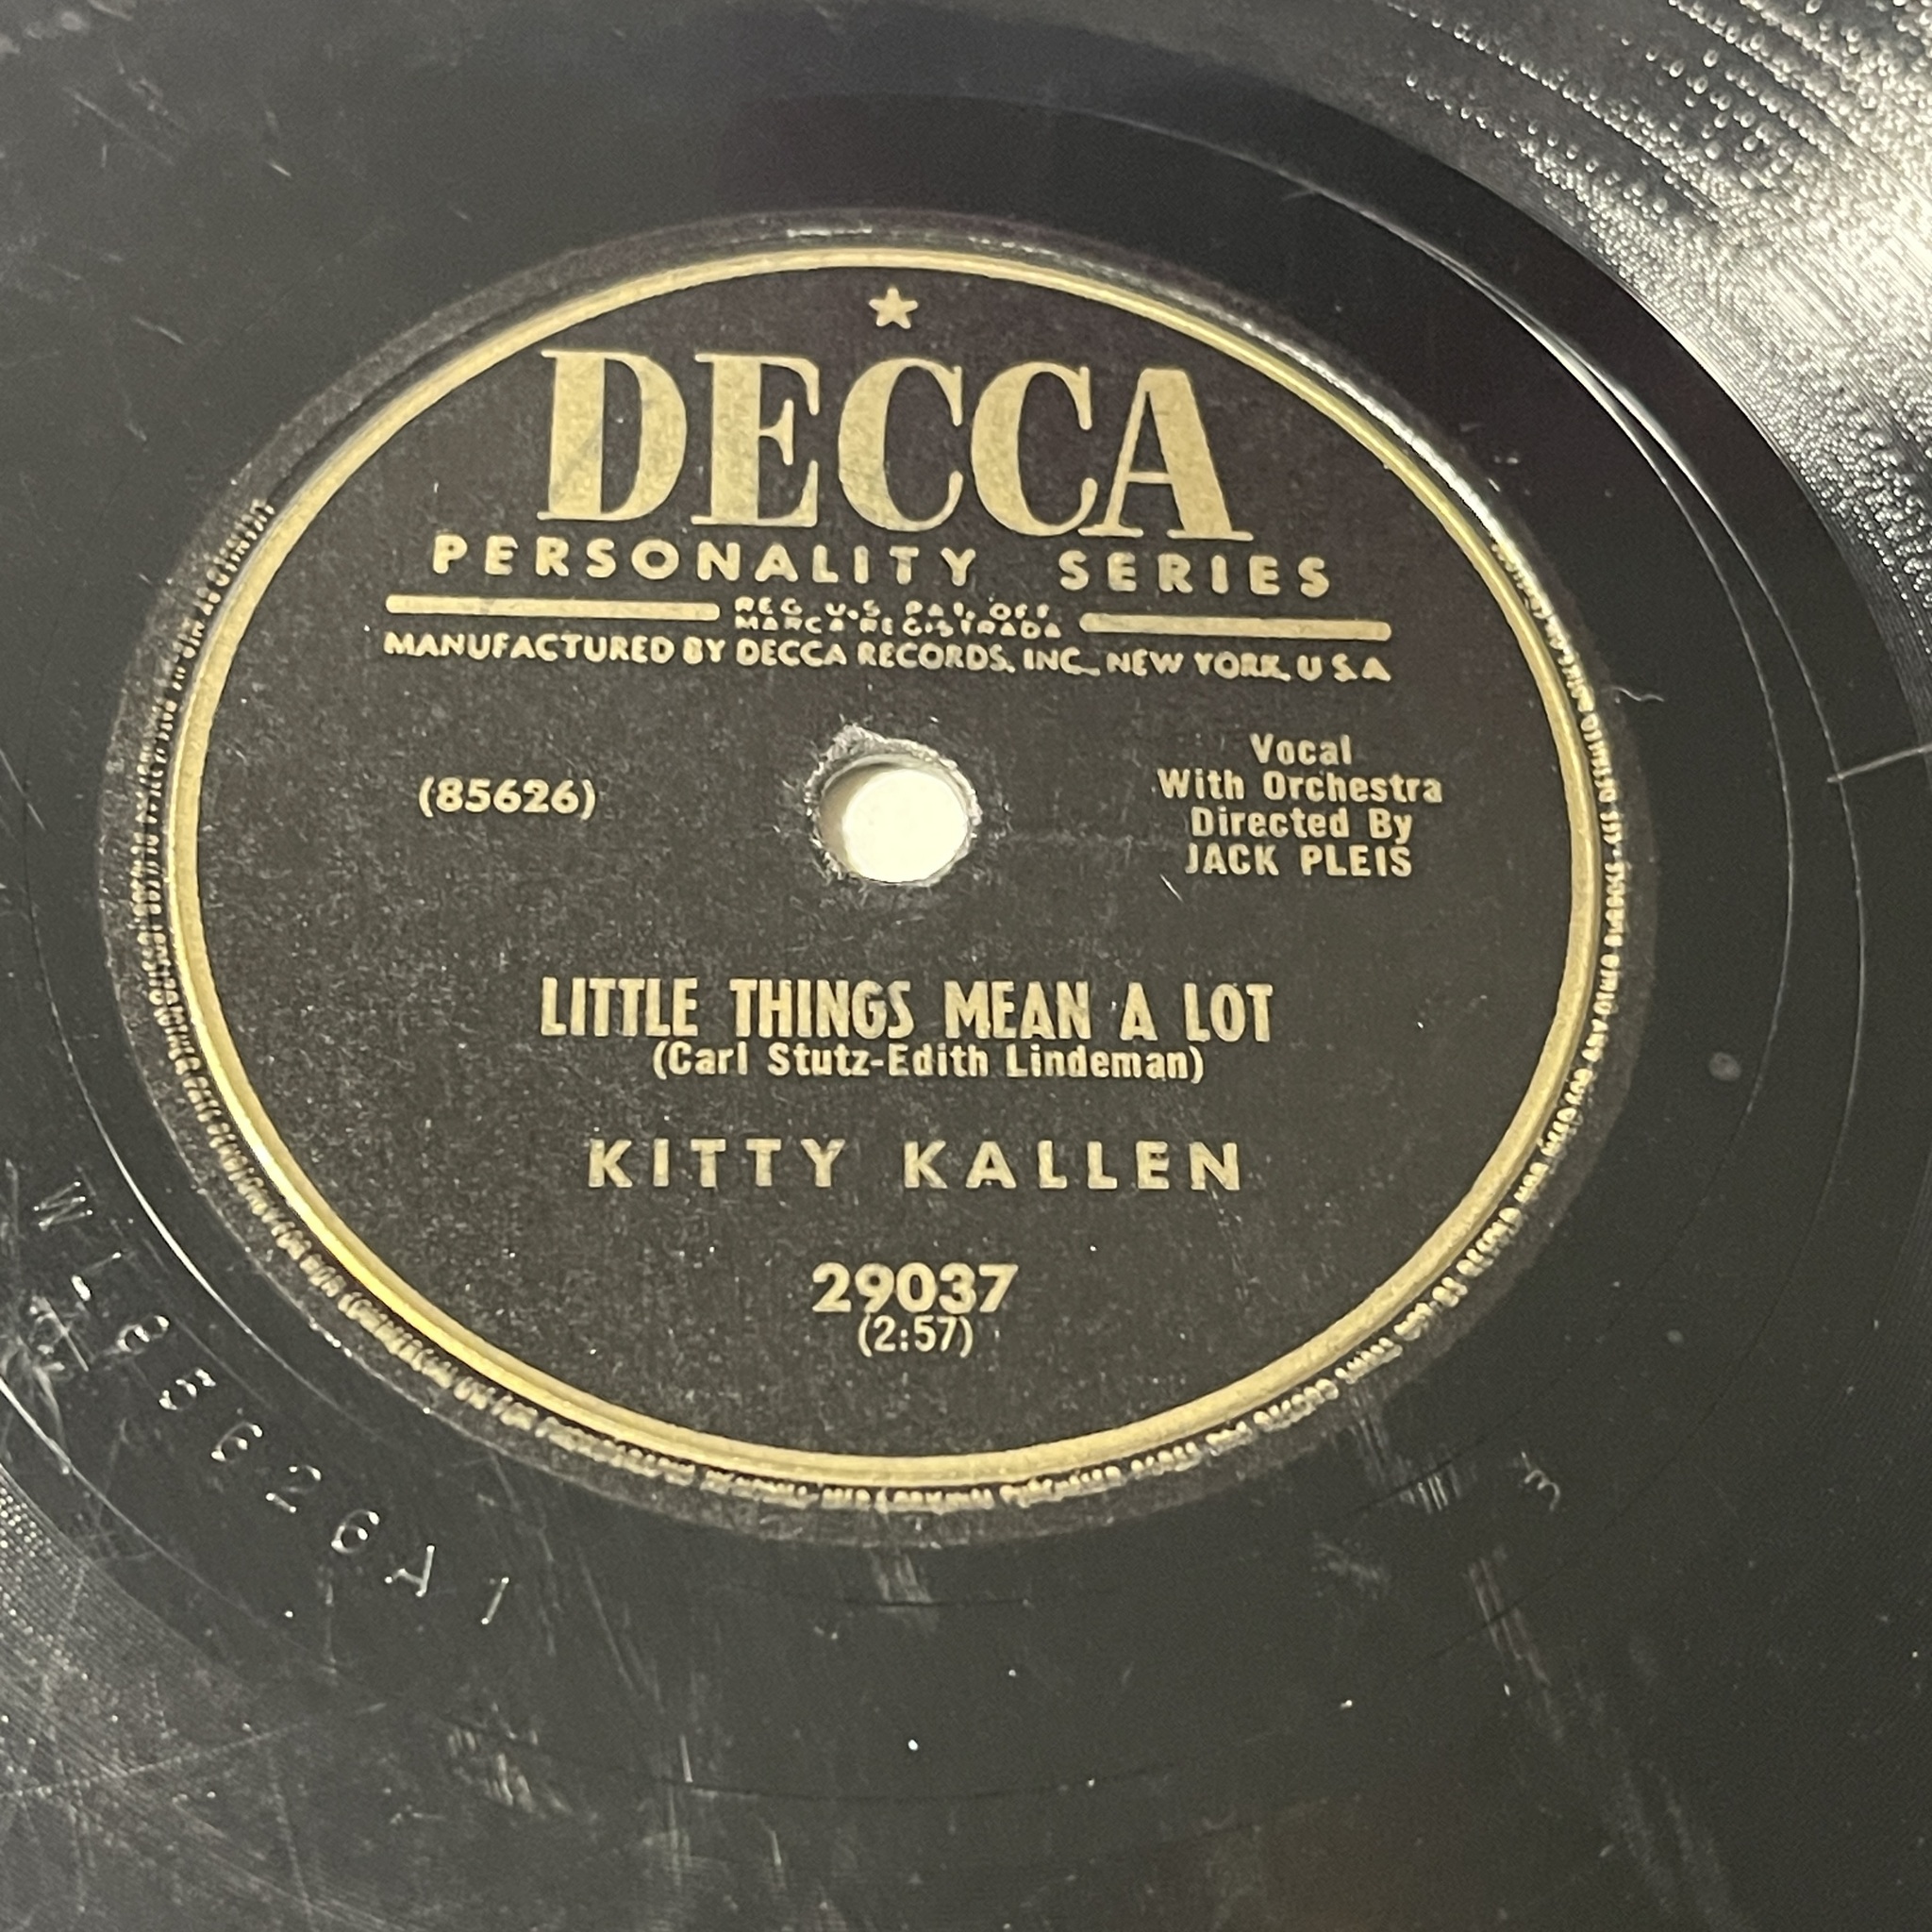 DECCA
PERSONALITY SERIES
REG. U.S. PAT. OFF.
MARCA REGISTRADA
MANUFACTURED BY DECCA RECORDS, INC., NEW YORK, U S A
(85626)
Vocal
With Orchestra
Directed By
JACK PLEIS
LITTLE THINGS MEAN A LOT
(Carl Stutz-Edith Lindeman)
KITTY KALLEN
29037
(2:57)